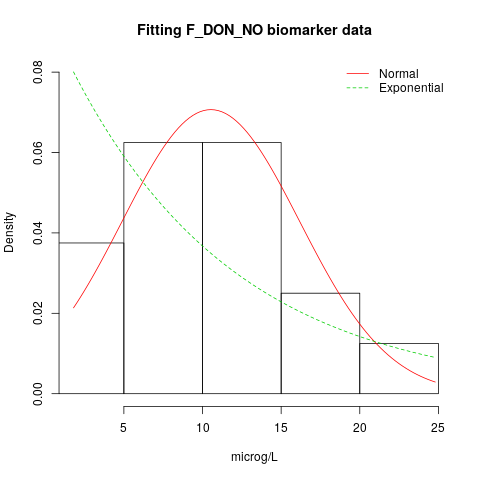 Fitting F_DON_NO biomarker data
Normal
Exponential
Density
0.08
0.06
0.04
0.02
0.00
5 10 15 20 25
microg/L